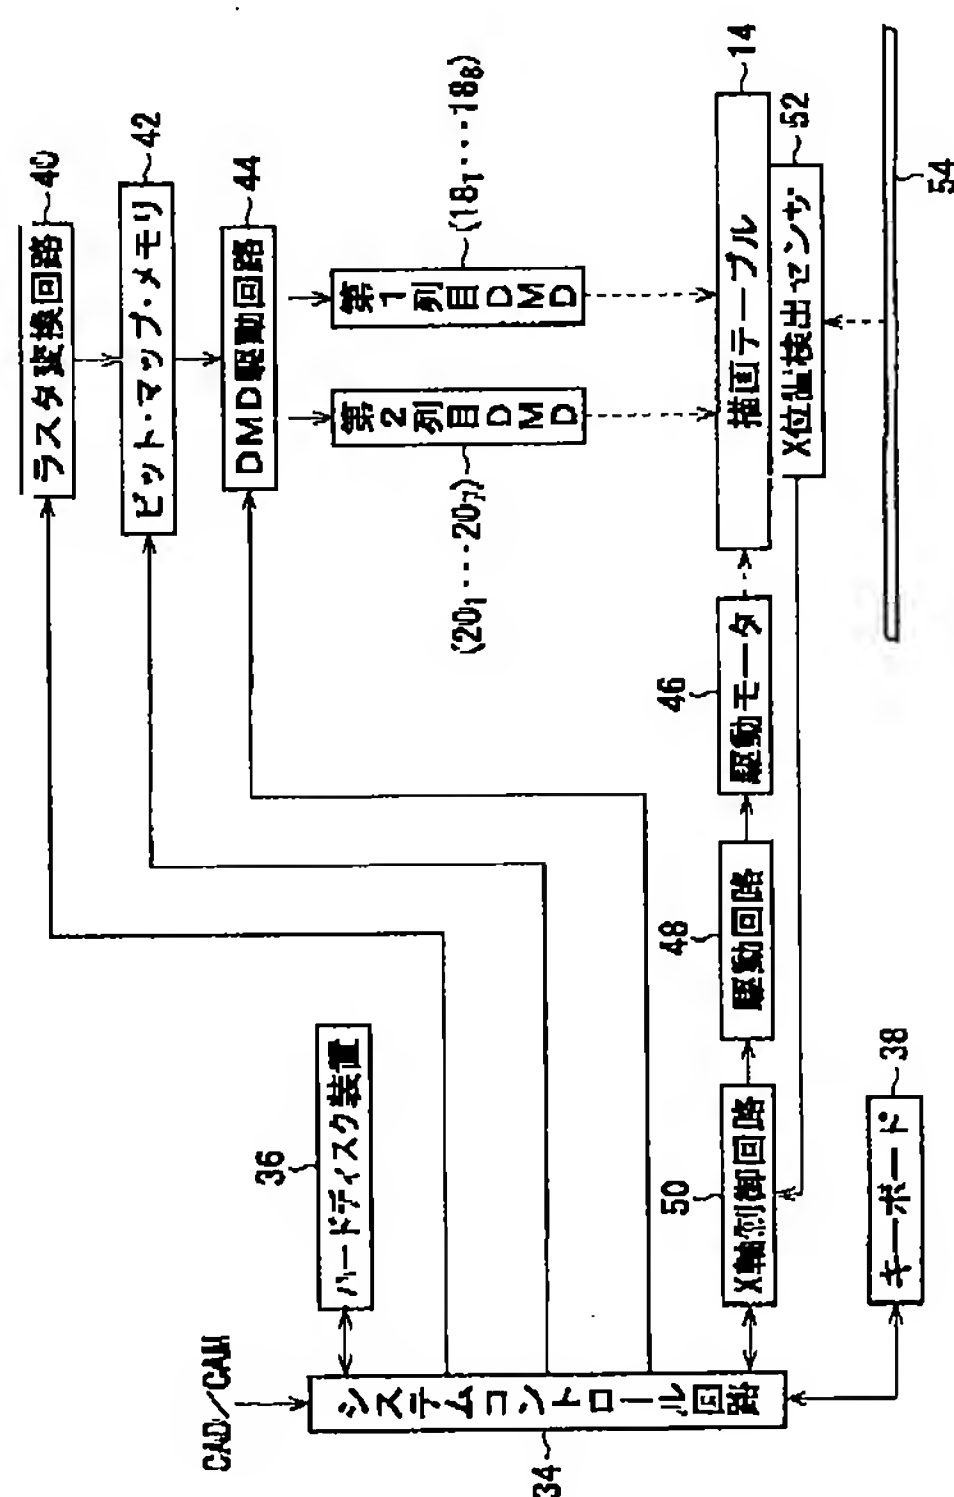 CAD/CAM
システムコントロール回路
34
36
ハードディスク装置
ラスタ変換回路
40
ビット・マップ・メモリ
42
DMD駆動回路
44
第1列目DMD
(18₁・・・18₈)
第2列目DMD
(20₁・・・20₇)
50
X軸制御回路
48
駆動回路
46
駆動モータ
描画テーブル
14
X位置検出センサ
52
54
キーボード
38